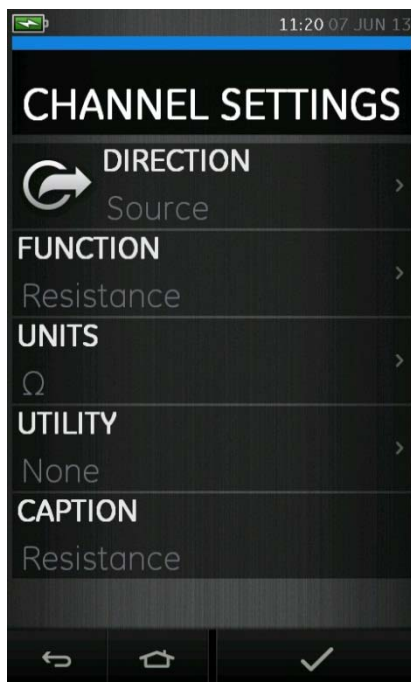 11:20 07 JUN 13
CHANNEL SETTINGS
DIRECTION
Source
FUNCTION
Resistance
UNITS
Ω
UTILITY
None
CAPTION
Resistance